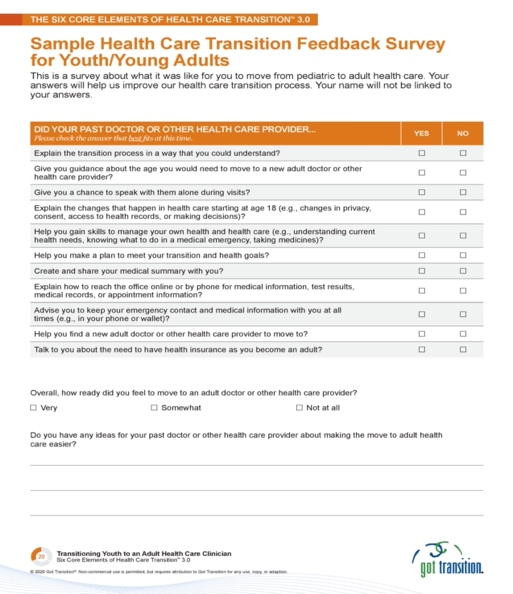 THE SIX CORE ELEMENTS OF HEALTH CARE TRANSITION™ 3.0
Sample Health Care Transition Feedback Survey
for Youth/Young Adults
This is a survey about what it was like for you to move from pediatric to adult health care. Your
answers will help us improve our health care transition process. Your name will not be linked to
your answers.
DID YOUR PAST DOCTOR OR OTHER HEALTH CARE PROVIDER...
Please check the answer that best fits at this time.
YES NO
Explain the transition process in a way that you could understand?
Give you guidance about the age you would need to move to a new adult doctor or other
health care provider?
Give you a chance to speak with them alone during visits?
Explain the changes that happen in health care starting at age 18 (e.g., changes in privacy,
consent, access to health records, or making decisions)?
Help you gain skills to manage your own health and health care (e.g., understanding current
health needs, knowing what to do in a medical emergency, taking medicines)?
Help you make a plan to meet your transition and health goals?
Create and share your medical summary with you?
Explain how to reach the office online or by phone for medical information, test results,
medical records, or appointment information?
Advise you to keep your emergency contact and medical information with you at all
times (e.g., in your phone or wallet)?
Help you find a new adult doctor or other health care provider to move to?
Talk to you about the need to have health insurance as you become an adult?
Overall, how ready did you feel to move to an adult doctor or other health care provider?
Very Somewhat Not at all
Do you have any ideas for your past doctor or other health care provider about making the move to adult health
care easier?
Transitioning Youth to an Adult Health Care Clinician
Six Core Elements of Health Care Transition™ 3.0
© 2020 Got Transition®. Non-commercial use is permitted, but requires attribution to Got Transition for any use, copy, or adaption.
got transition.